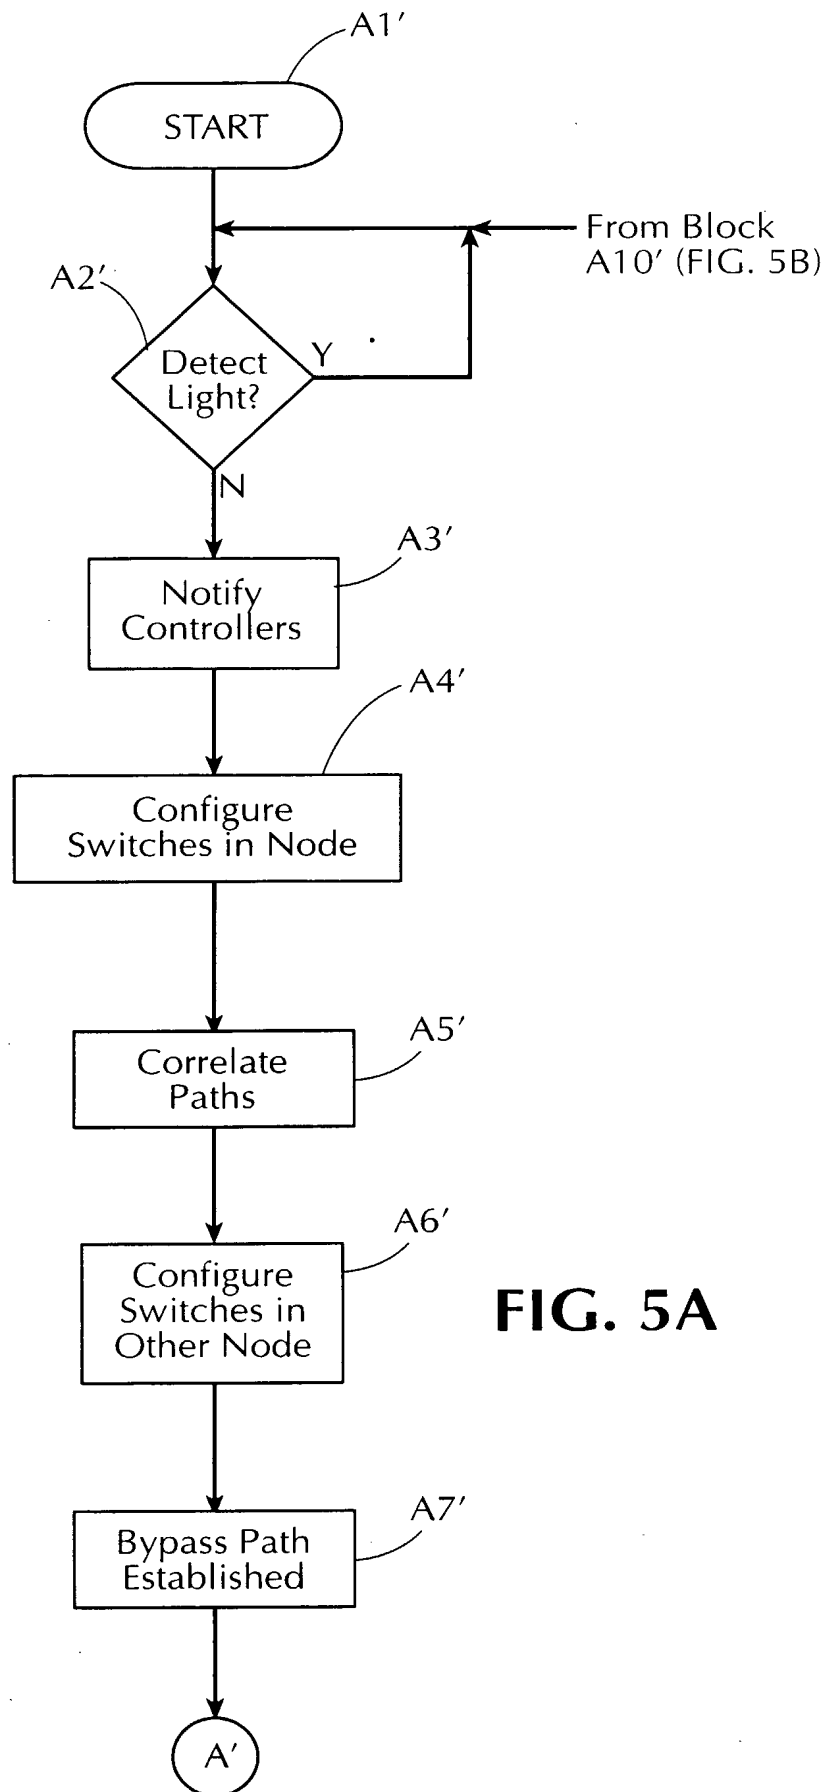 A1'
START
From Block
A10' (FIG. 5B)
A2'
Detect
Light?
Y
N
A3'
Notify
Controllers
A4'
Configure
Switches in Node
A5'
Correlate
Paths
A6'
Configure
Switches in
Other Node
FIG. 5A
A7'
Bypass Path
Established
A'